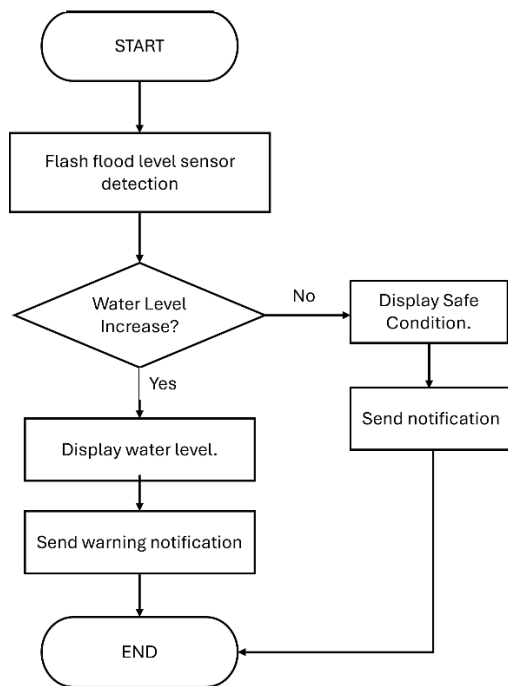 START
Flash flood level sensor
detection
Water Level
Increase?
No
Display Safe
Condition.
Yes
Send notification
Display water level.
Send warning notification
END